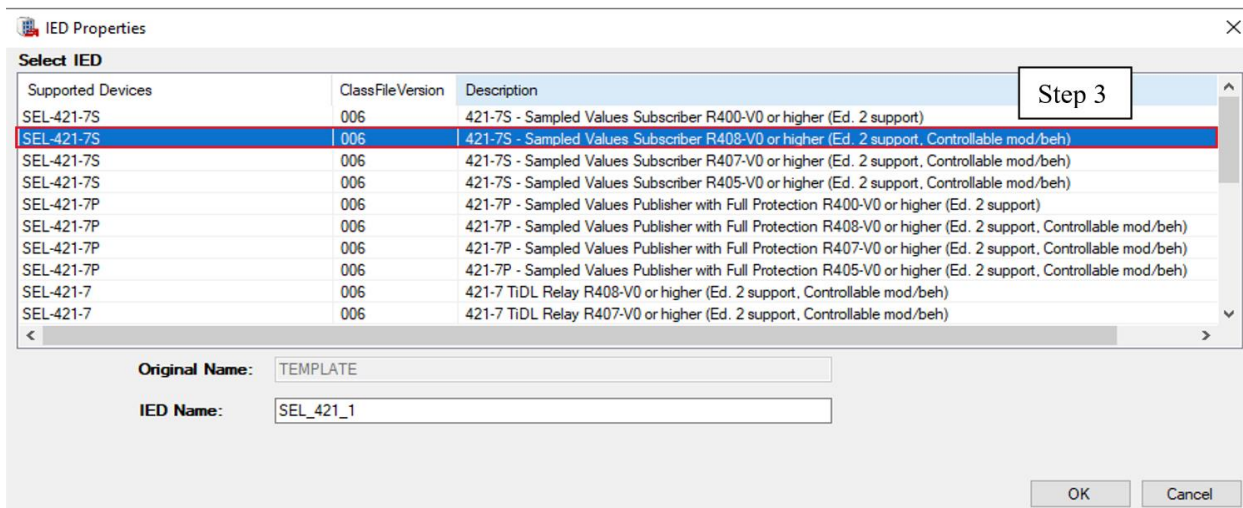 IED Properties
Select IED
Supported Devices ClassFileVersion Description
Step 3
SEL-421-7S 006 421-7S - Sampled Values Subscriber R400-V0 or higher (Ed. 2 support)
SEL-421-7S 006 421-7S - Sampled Values Subscriber R408-V0 or higher (Ed. 2 support, Controllable mod/beh)
SEL-421-7S 006 421-7S - Sampled Values Subscriber R407-V0 or higher (Ed. 2 support, Controllable mod/beh)
SEL-421-7S 006 421-7S - Sampled Values Subscriber R405-V0 or higher (Ed. 2 support, Controllable mod/beh)
SEL-421-7P 006 421-7P - Sampled Values Publisher with Full Protection R400-V0 or higher (Ed. 2 support)
SEL-421-7P 006 421-7P - Sampled Values Publisher with Full Protection R408-V0 or higher (Ed. 2 support, Controllable mod/beh)
SEL-421-7P 006 421-7P - Sampled Values Publisher with Full Protection R407-V0 or higher (Ed. 2 support, Controllable mod/beh)
SEL-421-7P 006 421-7P - Sampled Values Publisher with Full Protection R405-V0 or higher (Ed. 2 support, Controllable mod/beh)
SEL-421-7 006 421-7 TiDL Relay R408-V0 or higher (Ed. 2 support, Controllable mod/beh)
SEL-421-7 006 421-7 TiDL Relay R407-V0 or higher (Ed. 2 support, Controllable mod/beh)
Original Name: TEMPLATE
IED Name: SEL_421_1
OK Cancel